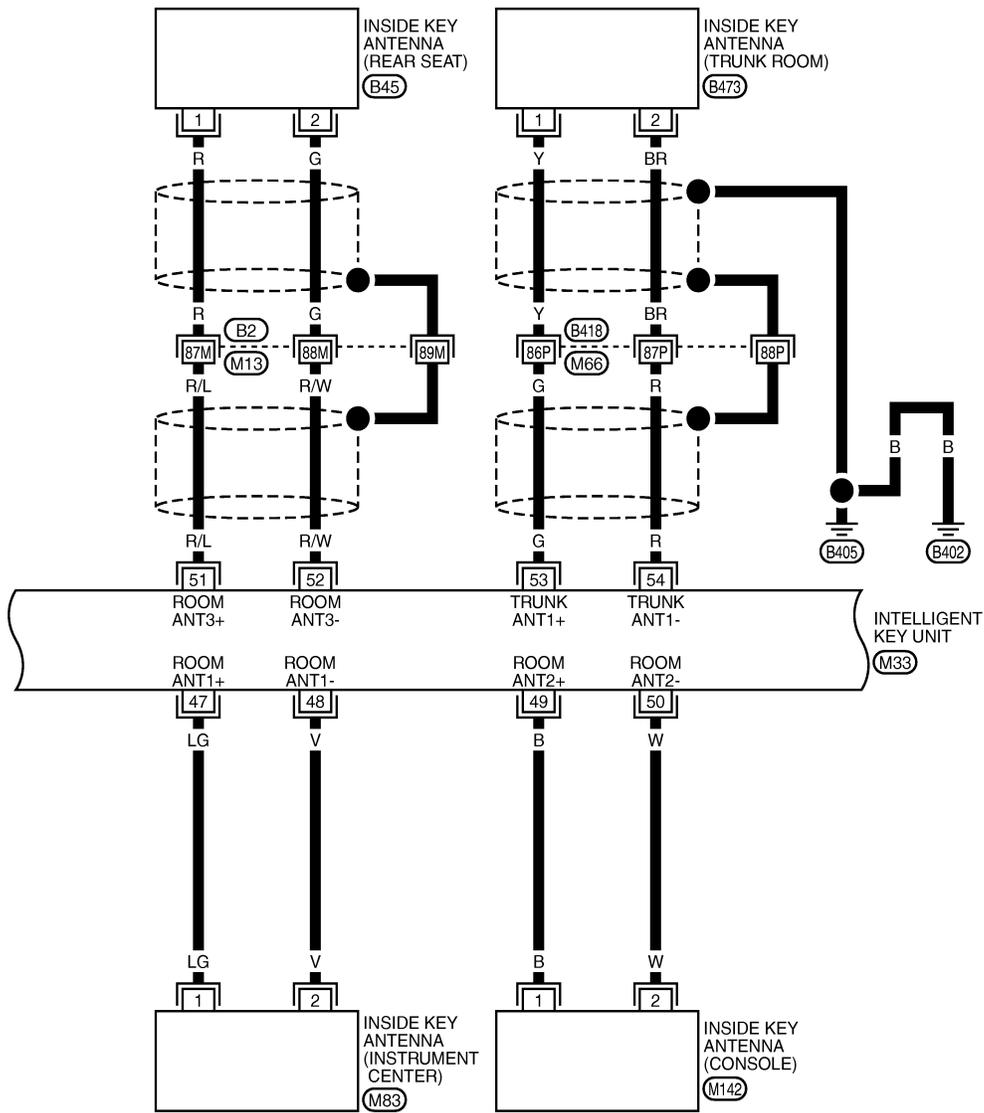 INSIDE KEY
ANTENNA
(REAR SEAT)
B45
INSIDE KEY
ANTENNA
(TRUNK ROOM)
B473
1 2 1 2
R G Y BR
R G Y BR
B2 B418
87M 88M 89M 86P 87P 88P
M13 M66
R/L R/W G R
B B
R/L R/W G R
B405 B402
51 52 53 54
ROOM
ANT3+
ROOM
ANT3-
TRUNK
ANT1+
TRUNK
ANT1-
INTELLIGENT
KEY UNIT
M33
ROOM
ANT1+
ROOM
ANT1-
ROOM
ANT2+
ROOM
ANT2-
47 48 49 50
LG V B W
LG V B W
1 2 1 2
INSIDE KEY
ANTENNA
(INSTRUMENT
CENTER)
M83
INSIDE KEY
ANTENNA
(CONSOLE)
M142